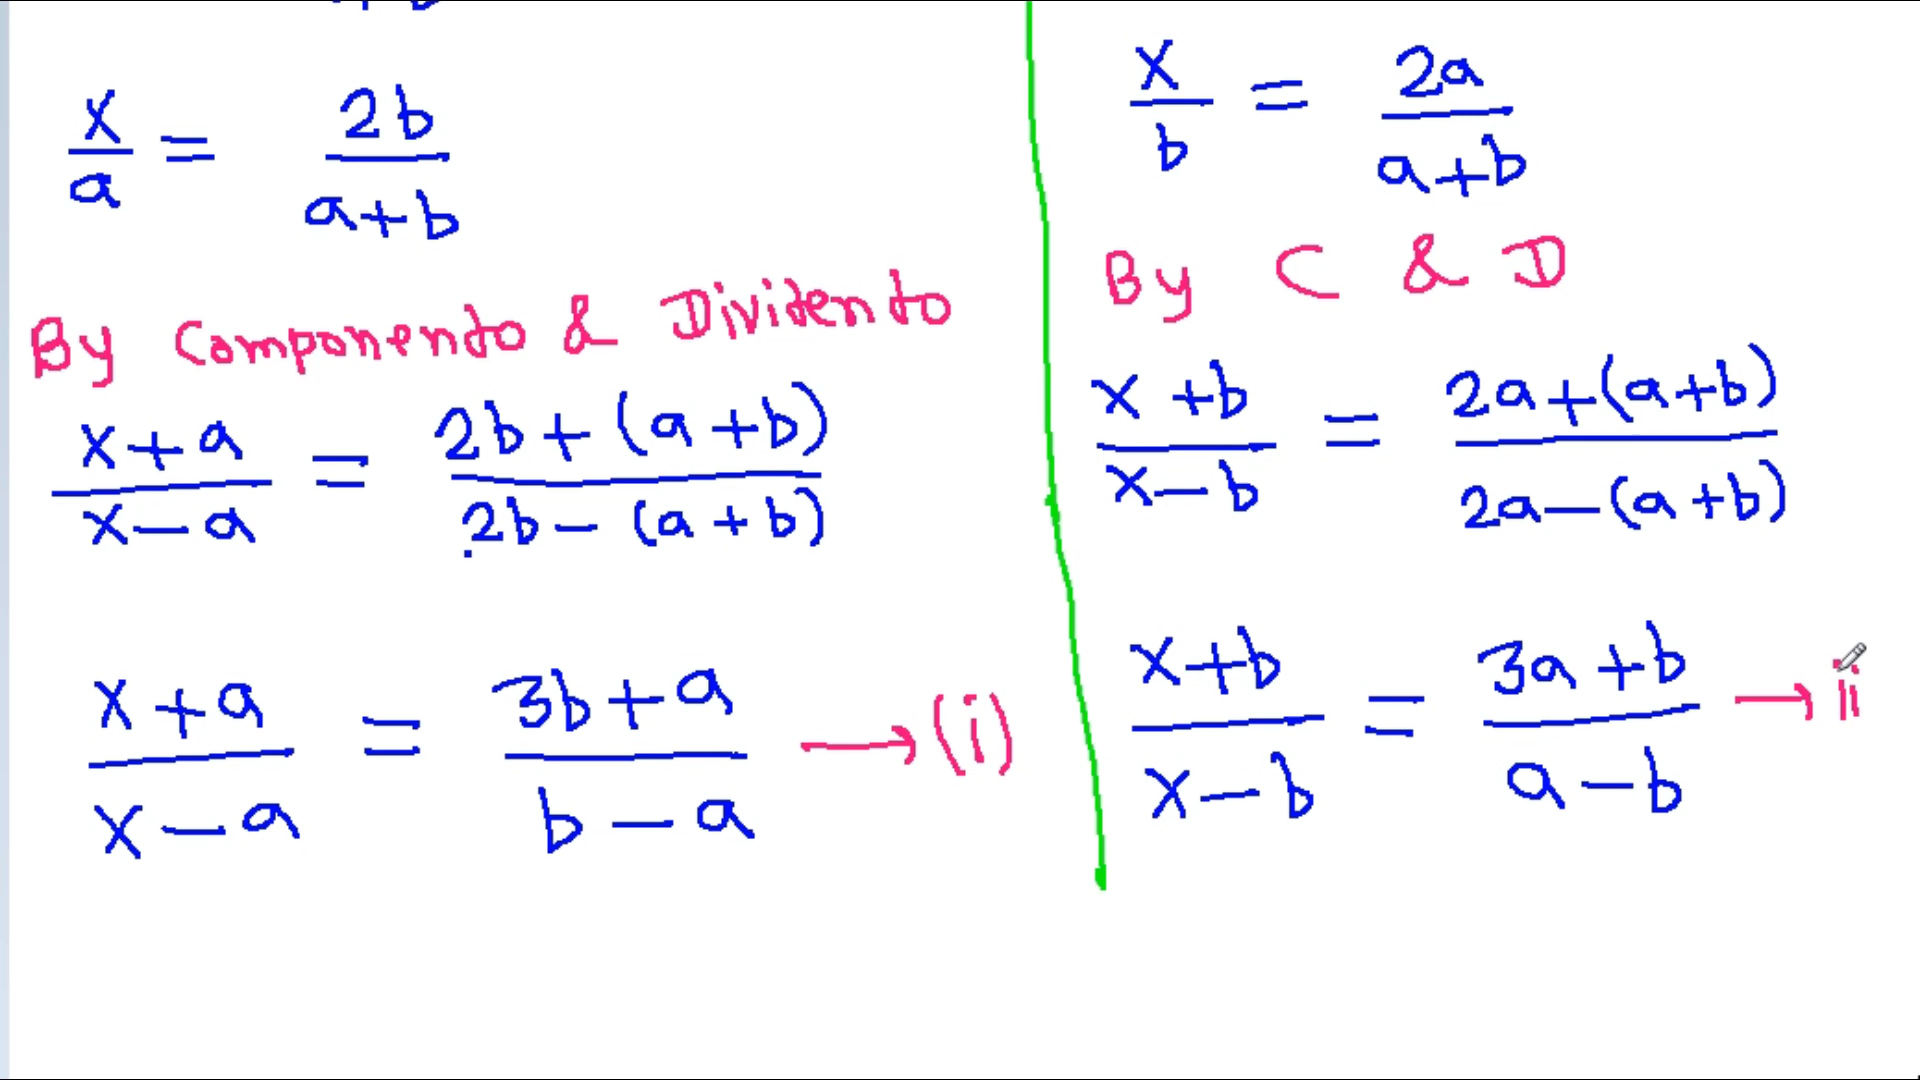 x/a = 2b/(a+b)
By Componendo & Dividendo
(x+a)/(x-a) = (2b+(a+b))/(2b-(a+b))
(x+a)/(x-a) = (3b+a)/(b-a) → (i)
x/b = 2a/(a+b)
By C & D
(x+b)/(x-b) = (2a+(a+b))/(2a-(a+b))
(x+b)/(x-b) = (3a+b)/(a-b) → ii